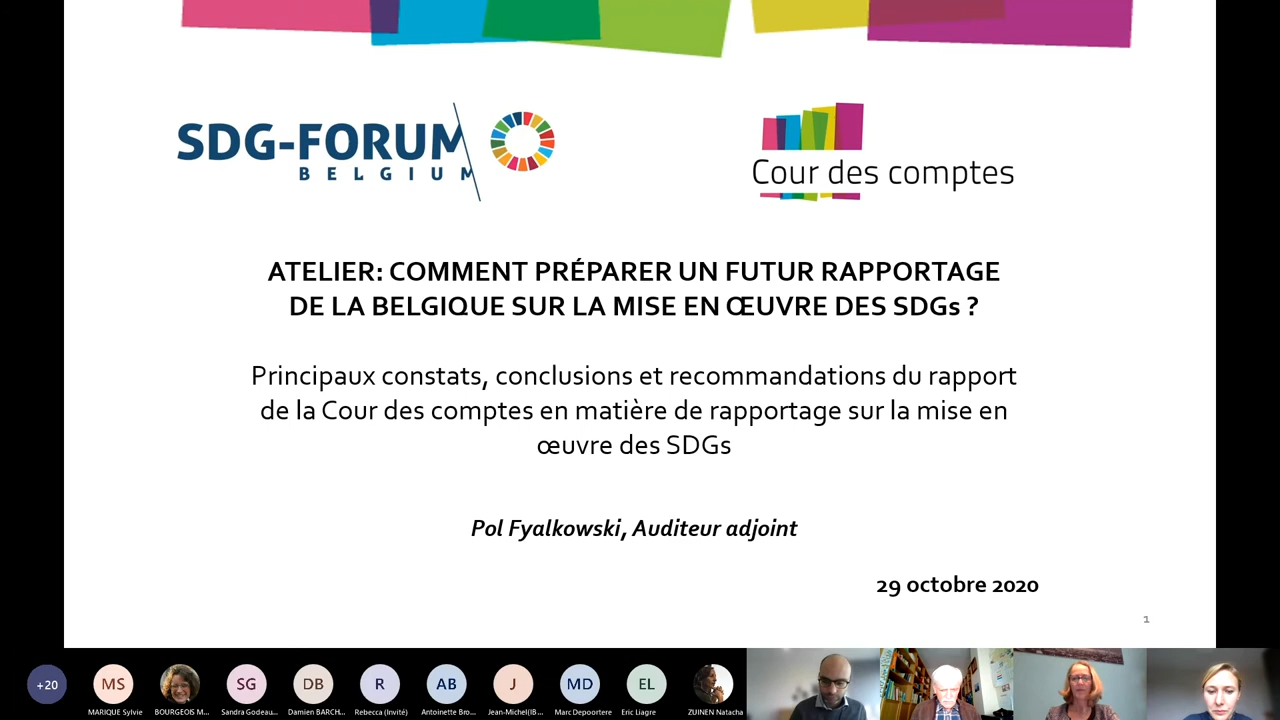 SDG-FORUM
BELGIUM
Cour des comptes
ATELIER: COMMENT PRÉPARER UN FUTUR RAPPORTAGE
DE LA BELGIQUE SUR LA MISE EN ŒUVRE DES SDGs ?
Principaux constats, conclusions et recommandations du rapport
de la Cour des comptes en matière de rapportage sur la mise en
œuvre des SDGs
Pol Fyalkowski, Auditeur adjoint
29 octobre 2020
1
+20 MS SG DB R AB J MD EL
MARIQUE Sylvie BOURGEOIS M... Sandra Godeau... Damien BARCH... Rebecca (Invité) Antoinette Bro... Jean-Michel(IB ... Marc Depoortere Eric Liagre ZUINEN Natacha